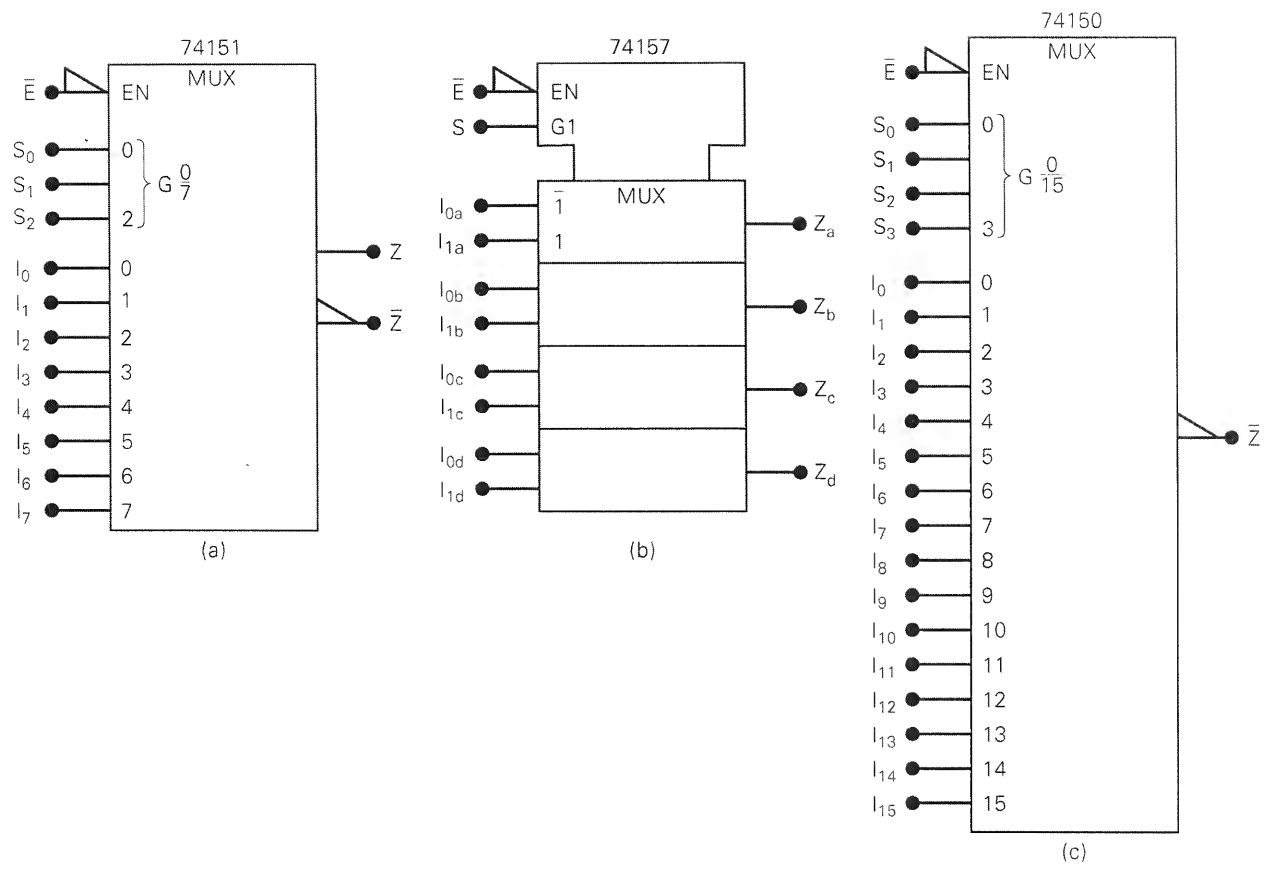 74151
MUX
E̅ EN
S₀ 0
S₁ G 0/7
S₂ 2
I₀ 0
I₁ 1
I₂ 2
I₃ 3
I₄ 4
I₅ 5
I₆ 6
I₇ 7
Z
Z̅
(a)
74157
E̅ EN
S G1
MUX
I₀a 1̅
I₁a 1
Za
I₀b
I₁b
Zb
I₀c
I₁c
Zc
I₀d
I₁d
Zd
(b)
74150
MUX
E̅ EN
S₀ 0
S₁
S₂ G 0/15
S₃ 3
I₀ 0
I₁ 1
I₂ 2
I₃ 3
I₄ 4
I₅ 5
I₆ 6
I₇ 7
I₈ 8
I₉ 9
I₁₀ 10
I₁₁ 11
I₁₂ 12
I₁₃ 13
I₁₄ 14
I₁₅ 15
Z̅
(c)